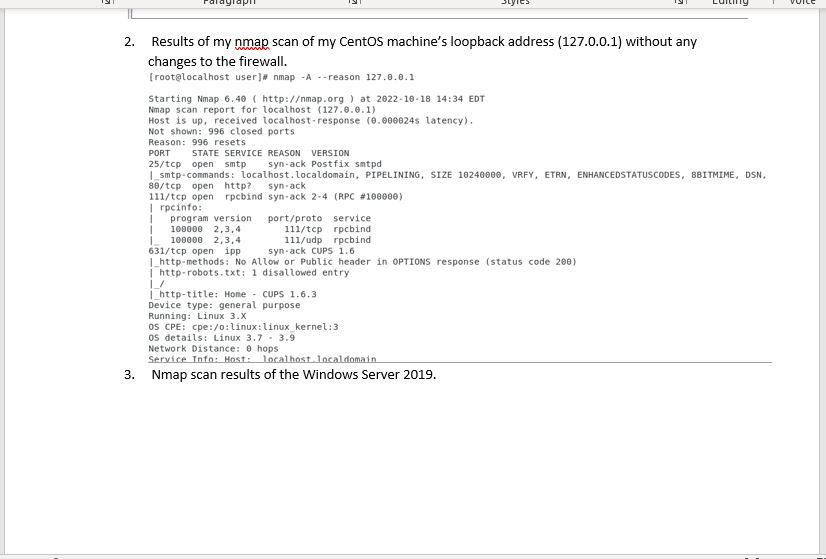 Paragraph Styles Editing Voice
2. Results of my nmap scan of my CentOS machine's loopback address (127.0.0.1) without any
changes to the firewall.
[root@localhost user]# nmap -A --reason 127.0.0.1
Starting Nmap 6.40 ( http://nmap.org ) at 2022-10-18 14:34 EDT
Nmap scan report for localhost (127.0.0.1)
Host is up, received localhost-response (0.000024s latency).
Not shown: 996 closed ports
Reason: 996 resets
PORT    STATE SERVICE REASON  VERSION
25/tcp  open  smtp    syn-ack Postfix smtpd
|_smtp-commands: localhost.localdomain, PIPELINING, SIZE 10240000, VRFY, ETRN, ENHANCEDSTATUSCODES, 8BITMIME, DSN,
80/tcp  open  http?   syn-ack
111/tcp open  rpcbind syn-ack 2-4 (RPC #100000)
| rpcinfo:
|   program version   port/proto  service
|   100000  2,3,4        111/tcp  rpcbind
|_  100000  2,3,4        111/udp  rpcbind
631/tcp open  ipp     syn-ack CUPS 1.6
|_http-methods: No Allow or Public header in OPTIONS response (status code 200)
| http-robots.txt: 1 disallowed entry
|_/
|_http-title: Home - CUPS 1.6.3
Device type: general purpose
Running: Linux 3.X
OS CPE: cpe:/o:linux:linux_kernel:3
OS details: Linux 3.7 - 3.9
Network Distance: 0 hops
Service Info: Host:  localhost.localdomain
3. Nmap scan results of the Windows Server 2019.